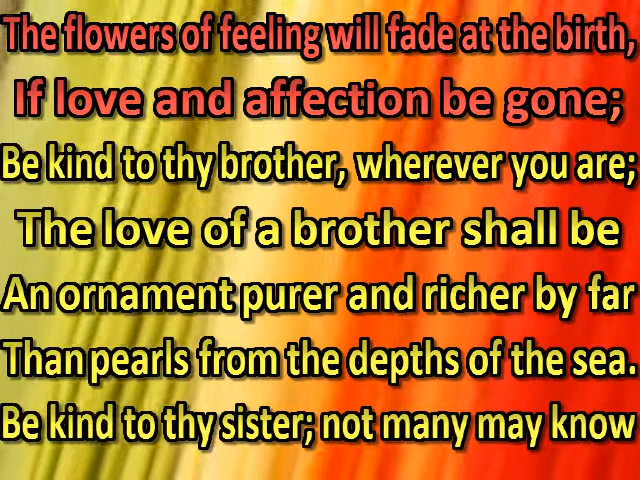 The flowers of feeling will fade at the birth,
If love and affection be gone;
Be kind to thy brother, wherever you are;
The love of a brother shall be
An ornament purer and richer by far
Than pearls from the depths of the sea.
Be kind to thy sister; not many may know